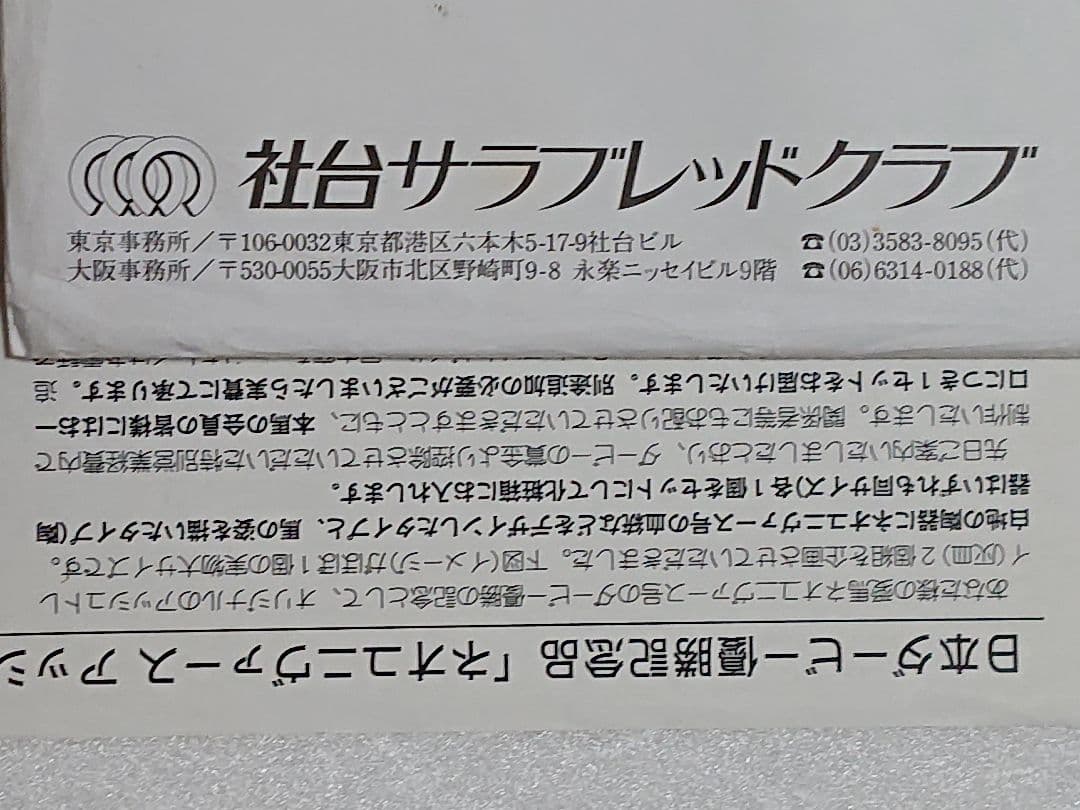 社台サラブレッドクラブ
東京事務所／〒106-0032東京都港区六本木5-17-9社台ビル ☎(03)3583-8095(代)
大阪事務所／〒530-0055大阪市北区野崎町9-8 永楽ニッセイビル9階 ☎(06)6314-0188(代)
日本ダービー優勝記念品「ネオユニヴァース アッシ
あなた様の愛馬ネオユニヴァース号のダービー優勝の記念として、オリジナルのアッシュトレ
イ(灰皿)２個組を企画させていただきました。下図(イメージ)がほぼ１個の実物大サイズです。
白地の陶器にネオユニヴァース号の血統などをデザインしたタイプと、馬の姿を描いたタイプ(陶
器はいずれも同サイズ)各１個をセットにして化粧箱にお入れします。
先日ご案内いたしましたとおり、ダービーの賞金より控除させていただいた特別営業経費内で
制作いたします。関係者等にもお配りさせていただきますとともに、本馬の会員の皆様にはお一
口につき１セットをお届けいたします。別途追加の必要がございましたら実費にて承ります。追